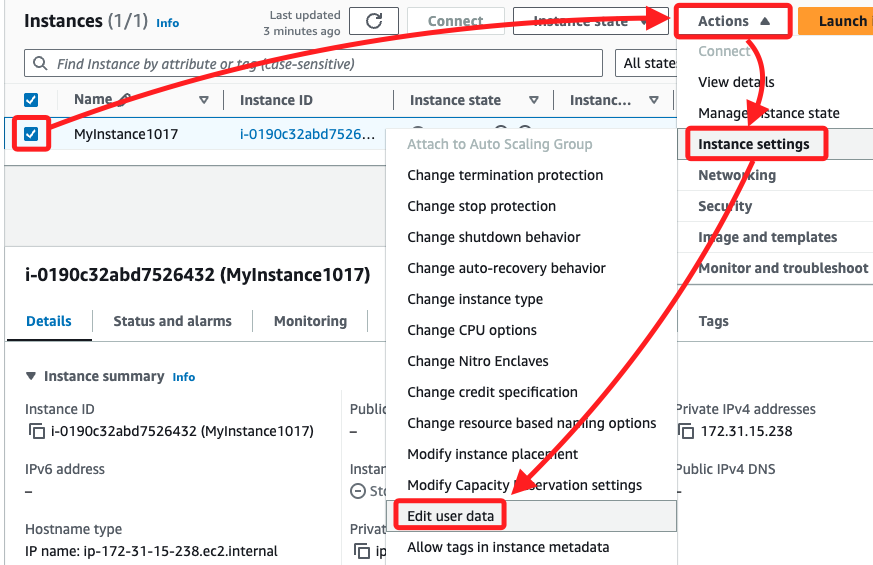 Instances (1/1) Info
Last updated
3 minutes ago
Connect
Instance state
Actions
Launch
Find Instance by attribute or tag (case-sensitive)
All states
Name
Instance ID
Instance state
Instanc...
MyInstance1017
i-0190c32abd7526...
Connect
View details
Manage instance state
Instance settings
Networking
Security
Image and templates
Monitor and troubleshoot
Attach to Auto Scaling Group
Change termination protection
Change stop protection
Change shutdown behavior
Change auto-recovery behavior
Change instance type
Change CPU options
Change Nitro Enclaves
Change credit specification
Change resource based naming options
Modify instance placement
Modify Capacity Reservation settings
Edit user data
Allow tags in instance metadata
i-0190c32abd7526432 (MyInstance1017)
Details
Status and alarms
Monitoring
Tags
Instance summary Info
Instance ID
i-0190c32abd7526432 (MyInstance1017)
Public
–
Private IPv4 addresses
172.31.15.238
IPv6 address
–
Instan
Sto
Public IPv4 DNS
–
Hostname type
IP name: ip-172-31-15-238.ec2.internal
Privat
ip